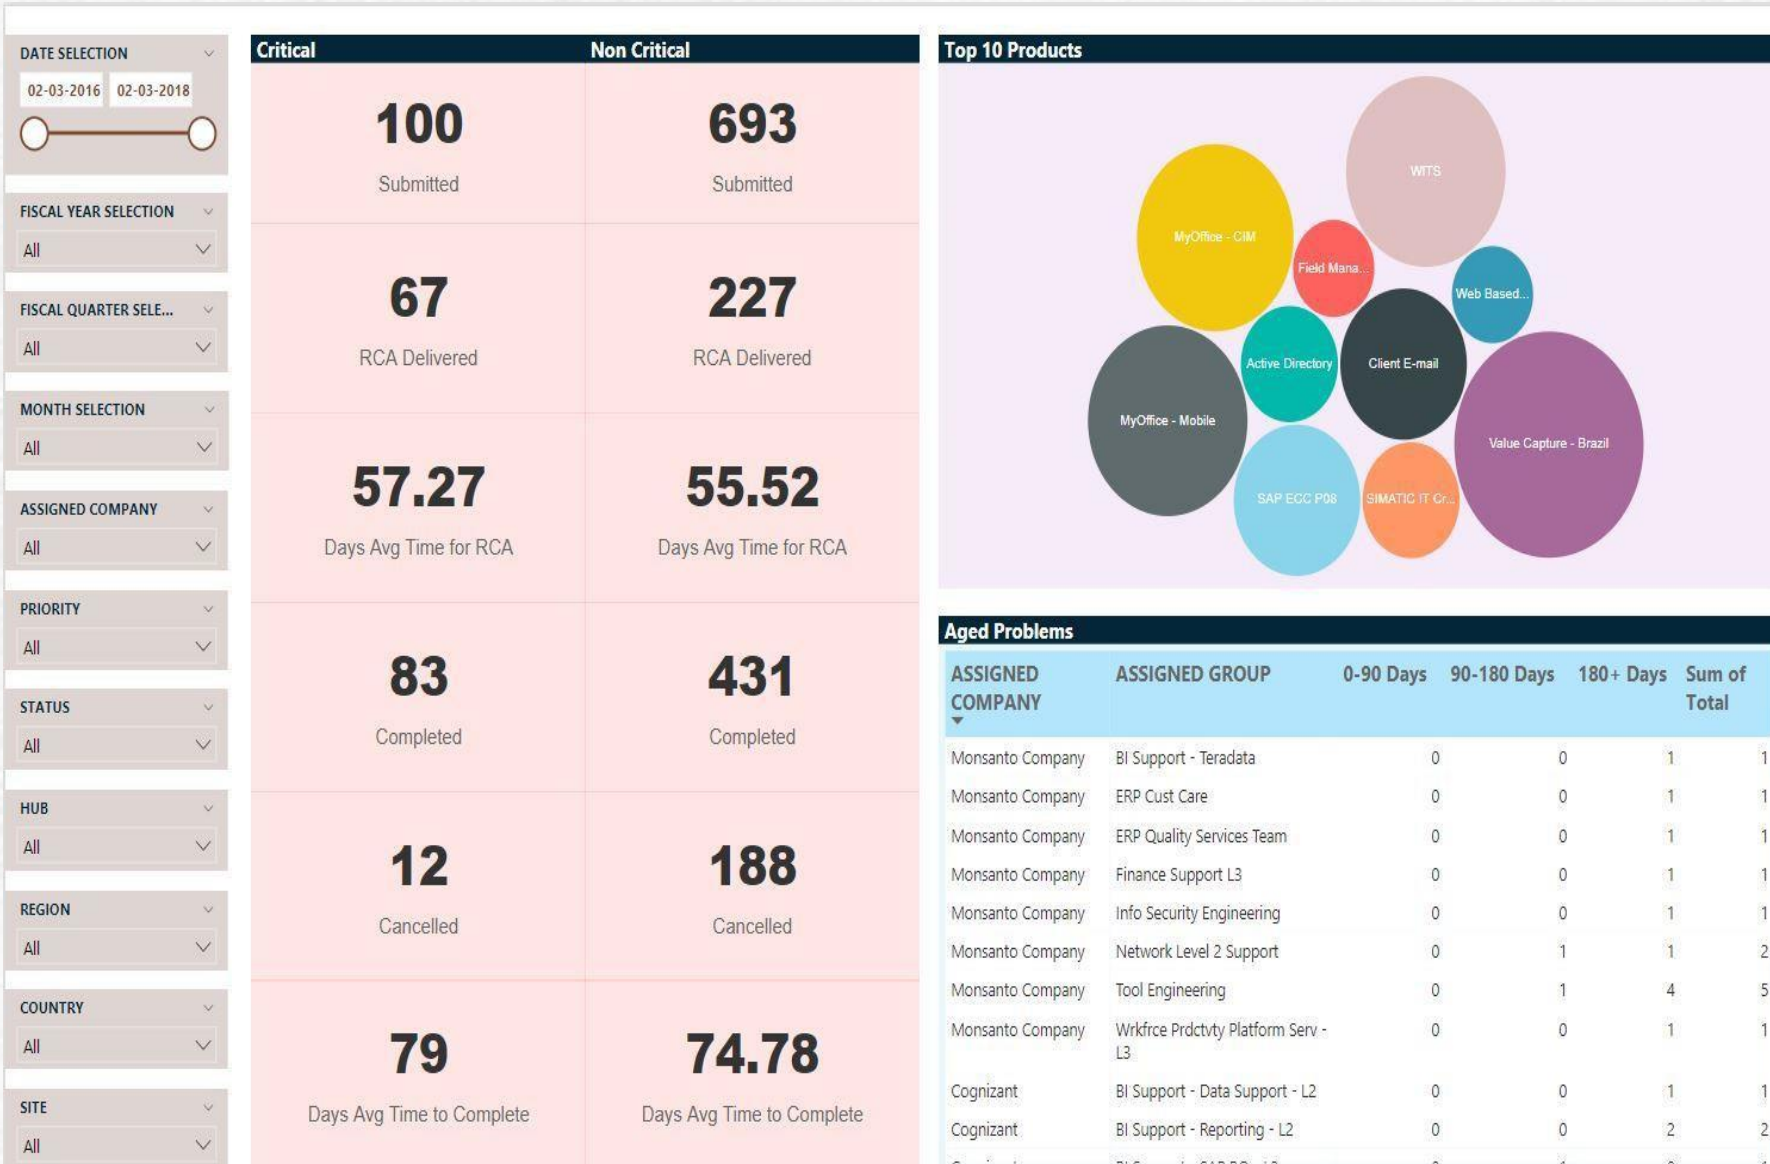 DATE SELECTION
02-03-2016 02-03-2018
FISCAL YEAR SELECTION
All
FISCAL QUARTER SELE...
All
MONTH SELECTION
All
ASSIGNED COMPANY
All
PRIORITY
All
STATUS
All
HUB
All
REGION
All
COUNTRY
All
SITE
All
Critical Non Critical
100 693
Submitted Submitted
67 227
RCA Delivered RCA Delivered
57.27 55.52
Days Avg Time for RCA Days Avg Time for RCA
83 431
Completed Completed
12 188
Cancelled Cancelled
79 74.78
Days Avg Time to Complete Days Avg Time to Complete
Top 10 Products
WITS
MyOffice - CIM
Field Mana...
Web Based...
Active Directory
Client E-mail
MyOffice - Mobile
Value Capture - Brazil
SAP ECC P08
SIMATIC IT Cr...
Aged Problems
ASSIGNED ASSIGNED GROUP 0-90 Days 90-180 Days 180+ Days Sum of
COMPANY Total
Monsanto Company BI Support - Teradata 0 0 1 1
Monsanto Company ERP Cust Care 0 0 1 1
Monsanto Company ERP Quality Services Team 0 0 1 1
Monsanto Company Finance Support L3 0 0 1 1
Monsanto Company Info Security Engineering 0 0 1 1
Monsanto Company Network Level 2 Support 0 1 1 2
Monsanto Company Tool Engineering 0 1 4 5
Monsanto Company Wrkfrce Prdctvty Platform Serv - 0 0 1 1
L3
Cognizant BI Support - Data Support - L2 0 0 1 1
Cognizant BI Support - Reporting - L2 0 0 2 2